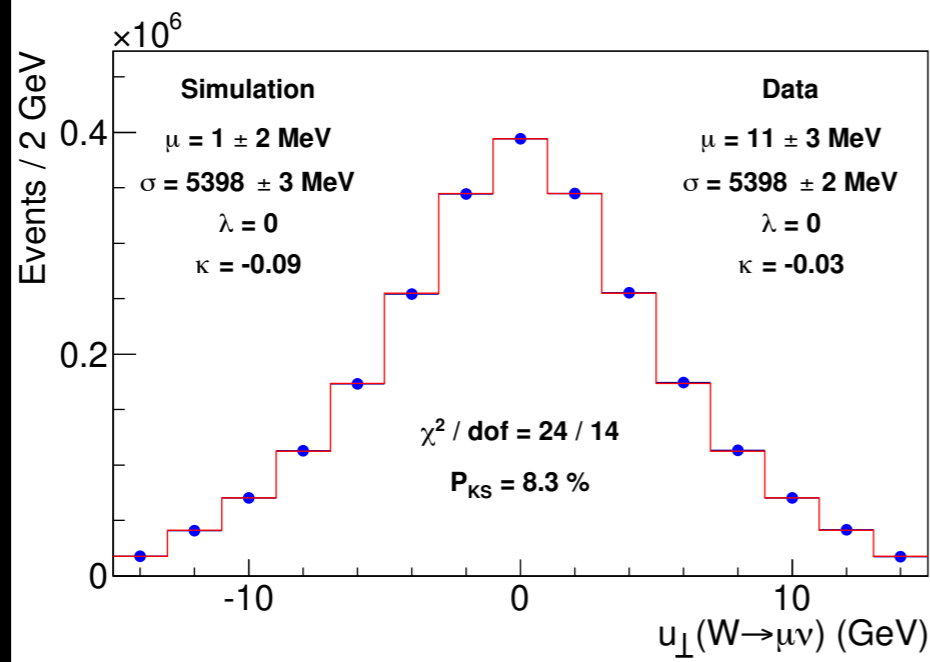 ×10⁶
Events / 2 GeV
Simulation
μ = 1 ± 2 MeV
σ = 5398 ± 3 MeV
λ = 0
κ = -0.09
Data
μ = 11 ± 3 MeV
σ = 5398 ± 2 MeV
λ = 0
κ = -0.03
0.4
0.2
0
χ² / dof = 24 / 14
P_KS = 8.3 %
-10 0 10
u⊥(W→μν) (GeV)